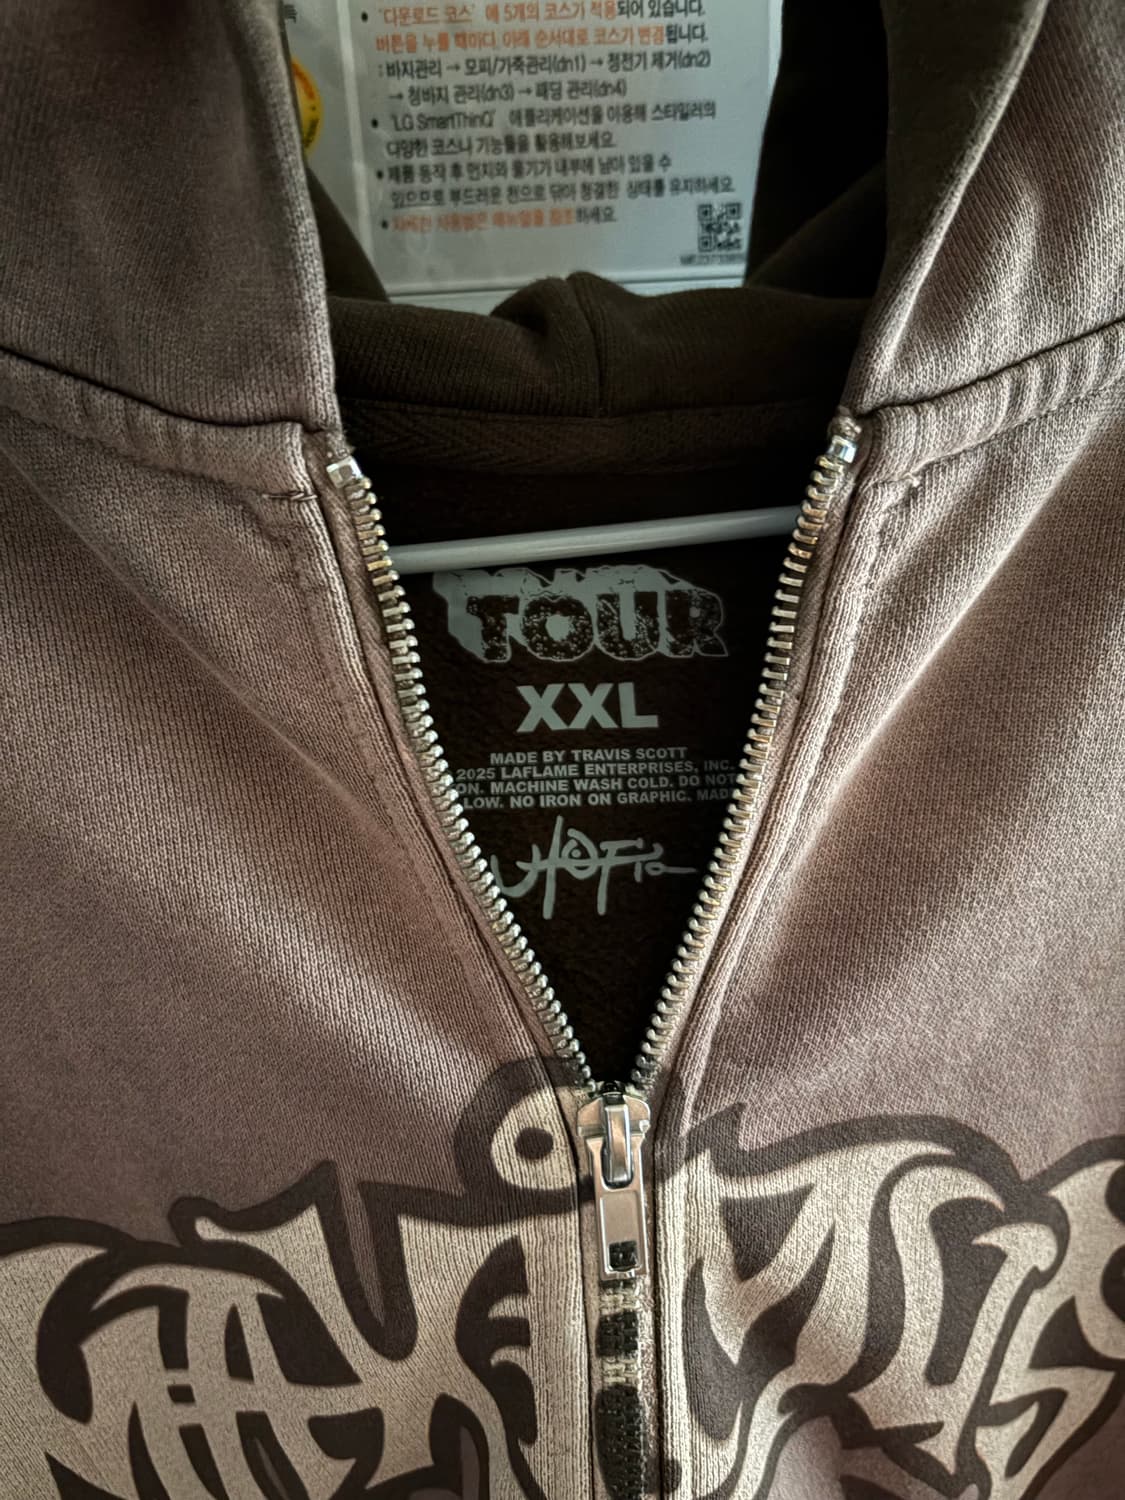 • '다운로드 코스' 에 5개의 코스가 적용되어 있습니다.
버튼을 누를 때마다 아래 순서대로 코스가 변경됩니다.
: 바지관리 → 모피/가죽관리(dn1) → 정전기 제거(dn2)
→ 청바지 관리(dn3) → 패딩 관리(dn4)
• 'LG SmartThinQ' 애플리케이션을 이용해 스타일러의
다양한 코스나 기능들을 활용해보세요.
• 제품 동작 후 먼지와 물기가 내부에 남아 있을 수
있으므로 부드러운 천으로 닦아 청결한 상태를 유지하세요.
• 자세한 사용법은 매뉴얼을 참조하세요.
TOUR
XXL
MADE BY TRAVIS SCOTT
2025 LAFLAME ENTERPRISES, INC.
ON. MACHINE WASH COLD. DO NOT
LOW. NO IRON ON GRAPHIC. MADE